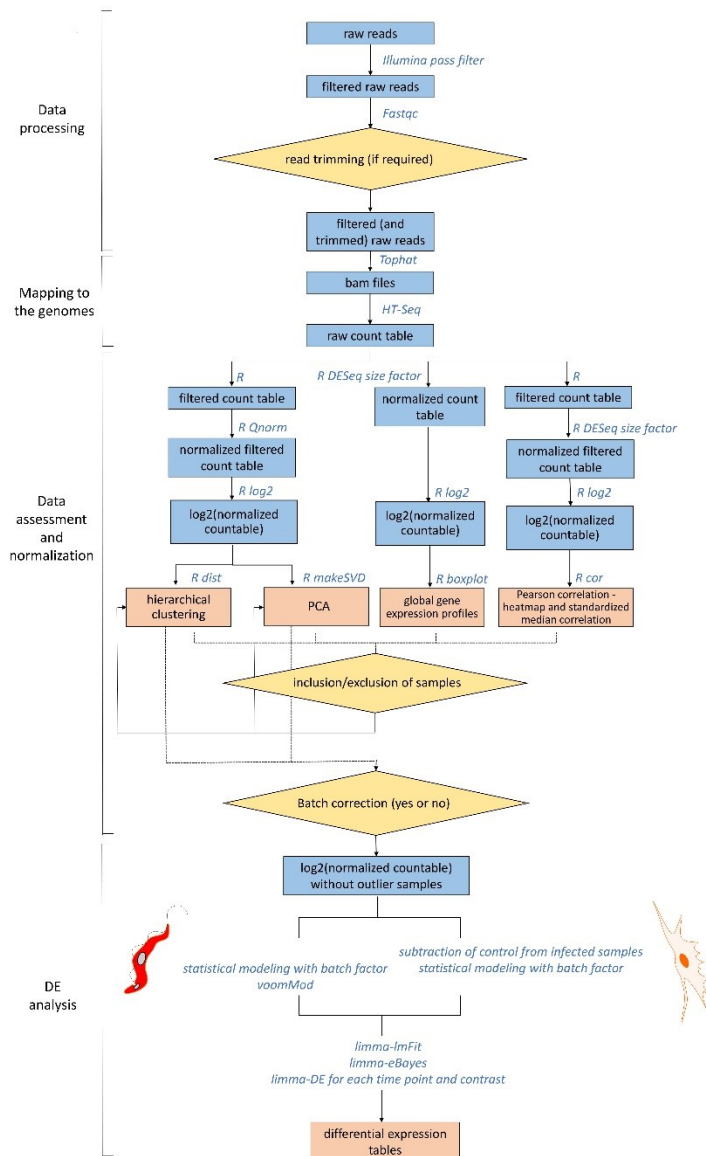 raw reads
Illumina pass filter
filtered raw reads
Fastqc
Data
processing
read trimming (if required)
filtered (and
trimmed) raw reads
Tophat
bam files
Mapping to
the genomes
HT-Seq
raw count table
R
R DESeq size factor
R
filtered count table
normalized count
table
filtered count table
R Qnorm
R DESeq size factor
normalized filtered
count table
normalized filtered
count table
R log2
R log2
R log2
Data
assessment
and
normalization
log2(normalized
countable)
log2(normalized
countable)
log2(normalized
countable)
R dist
R makeSVD
R boxplot
R cor
hierarchical
clustering
PCA
global gene
expression profiles
Pearson correlation -
heatmap and standardized
median correlation
inclusion/exclusion of samples
Batch correction (yes or no)
log2(normalized countable)
without outlier samples
DE
analysis
statistical modeling with batch factor
voomMod
subtraction of control from infected samples
statistical modeling with batch factor
limma-lmFit
limma-eBayes
limma-DE for each time point and contrast
differential expression
tables